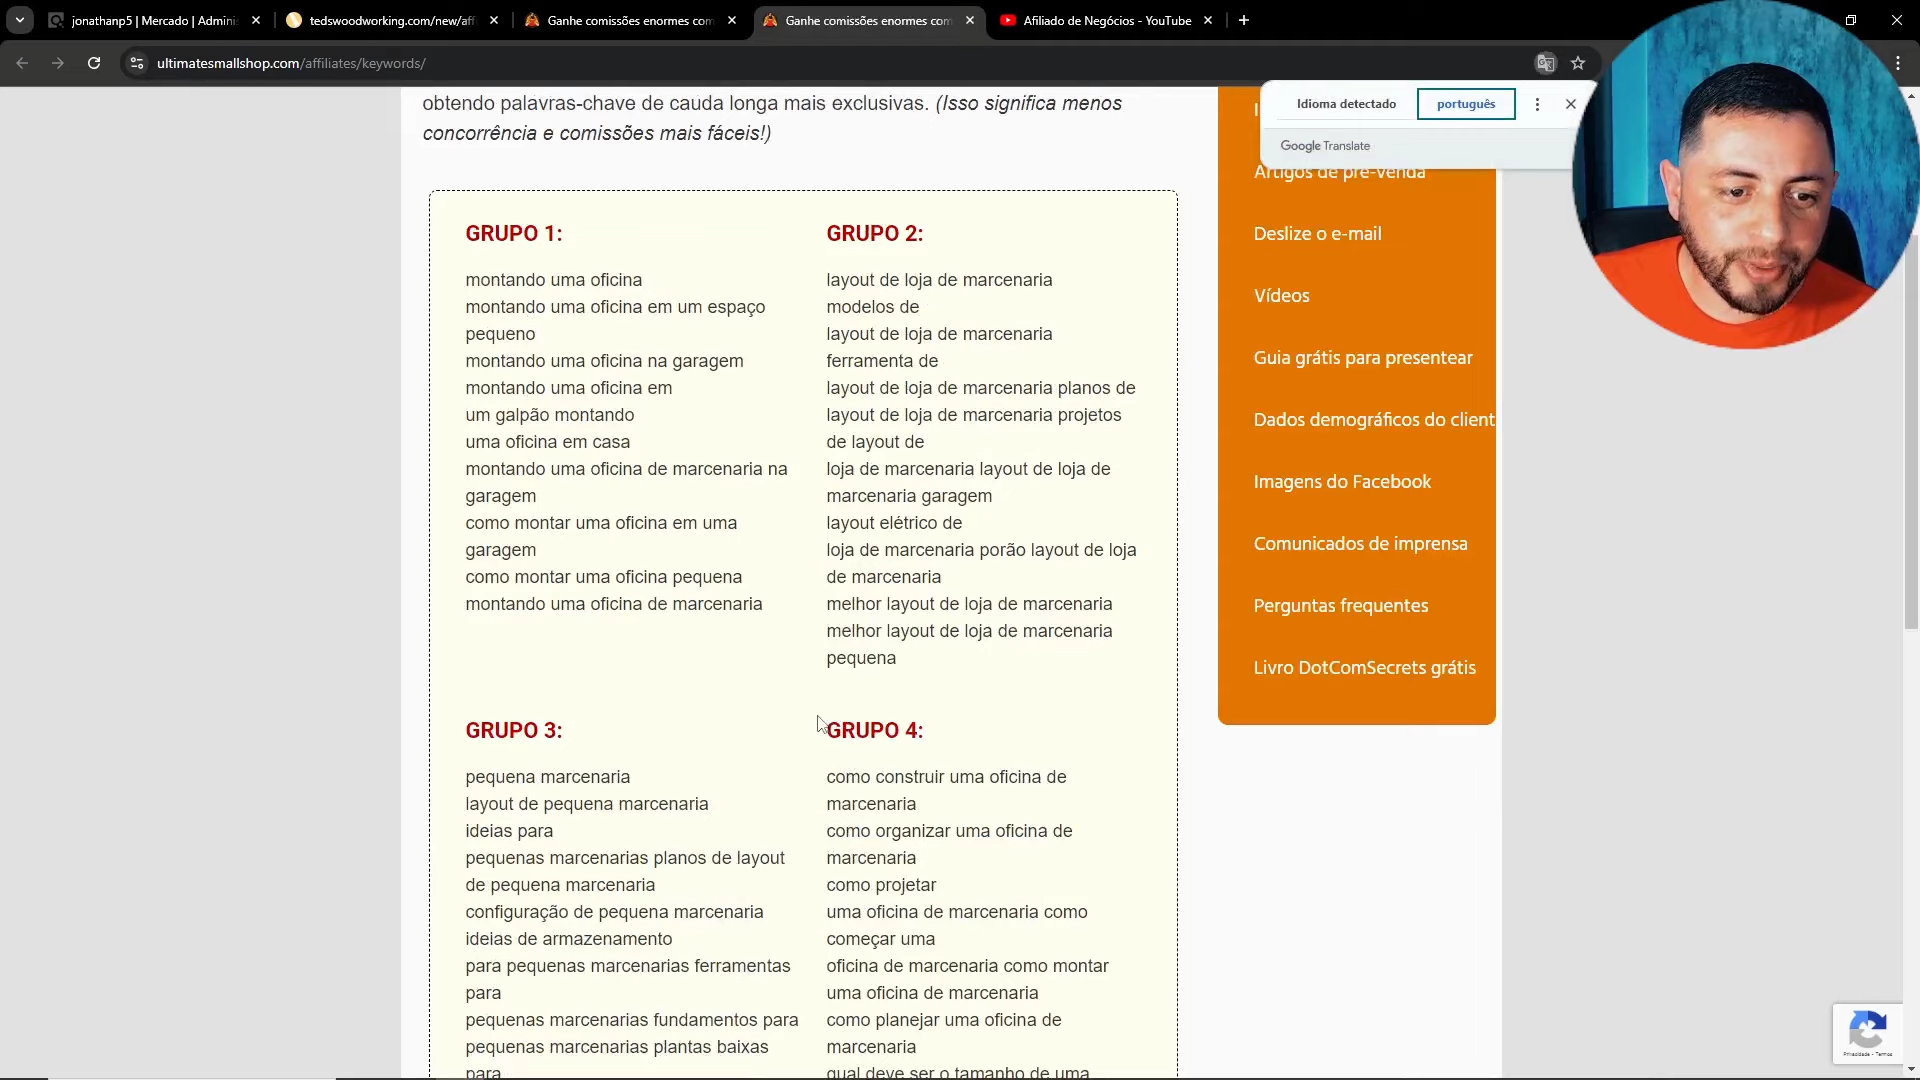 jonathanp5 | Mercado | Admini
tedswoodworking.com/new/aff
Ganhe comissões enormes com
Ganhe comissões enormes com
Afiliado de Negócios - YouTube
ultimatesmallshop.com/affiliates/keywords/
Idioma detectado
português
Google Translate
obtendo palavras-chave de cauda longa mais exclusivas. (Isso significa menos
concorrência e comissões mais fáceis!)
GRUPO 1:
montando uma oficina
montando uma oficina em um espaço
pequeno
montando uma oficina na garagem
montando uma oficina em
um galpão montando
uma oficina em casa
montando uma oficina de marcenaria na
garagem
como montar uma oficina em uma
garagem
como montar uma oficina pequena
montando uma oficina de marcenaria
GRUPO 2:
layout de loja de marcenaria
modelos de
layout de loja de marcenaria
ferramenta de
layout de loja de marcenaria planos de
layout de loja de marcenaria projetos
de layout de
loja de marcenaria layout de loja de
marcenaria garagem
layout elétrico de
loja de marcenaria porão layout de loja
de marcenaria
melhor layout de loja de marcenaria
melhor layout de loja de marcenaria
pequena
GRUPO 3:
pequena marcenaria
layout de pequena marcenaria
ideias para
pequenas marcenarias planos de layout
de pequena marcenaria
configuração de pequena marcenaria
ideias de armazenamento
para pequenas marcenarias ferramentas
para
pequenas marcenarias fundamentos para
pequenas marcenarias plantas baixas
para
GRUPO 4:
como construir uma oficina de
marcenaria
como organizar uma oficina de
marcenaria
como projetar
uma oficina de marcenaria como
começar uma
oficina de marcenaria como montar
uma oficina de marcenaria
como planejar uma oficina de
marcenaria
qual deve ser o tamanho de uma
Artigos de pré-venda
Deslize o e-mail
Vídeos
Guia grátis para presentear
Dados demográficos do client
Imagens do Facebook
Comunicados de imprensa
Perguntas frequentes
Livro DotComSecrets grátis
Privacidade - Termos